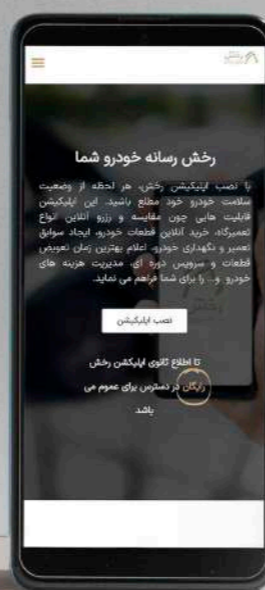 رخش رسانه خودرو شما
با نصب اپلیکیشن رخش، هر لحظه از وضعیت
سلامت خودرو خود مطلع باشید. این اپلیکیشن
قابلیت هایی چون مقایسه و رزرو آنلاین انواع
تعمیرگاه، خرید آنلاین قطعات خودرو، ایجاد سوابق
تعمیر و نگهداری خودرو، اعلام بهترین زمان تعویض
قطعات و سرویس دوره ای، مدیریت هزینه های
خودرو و... را برای شما فراهم می نماید.
نصب اپلیکیشن
تا اطلاع ثانوی اپلیکشن رخش
رایگان در دسترس برای عموم می
باشد